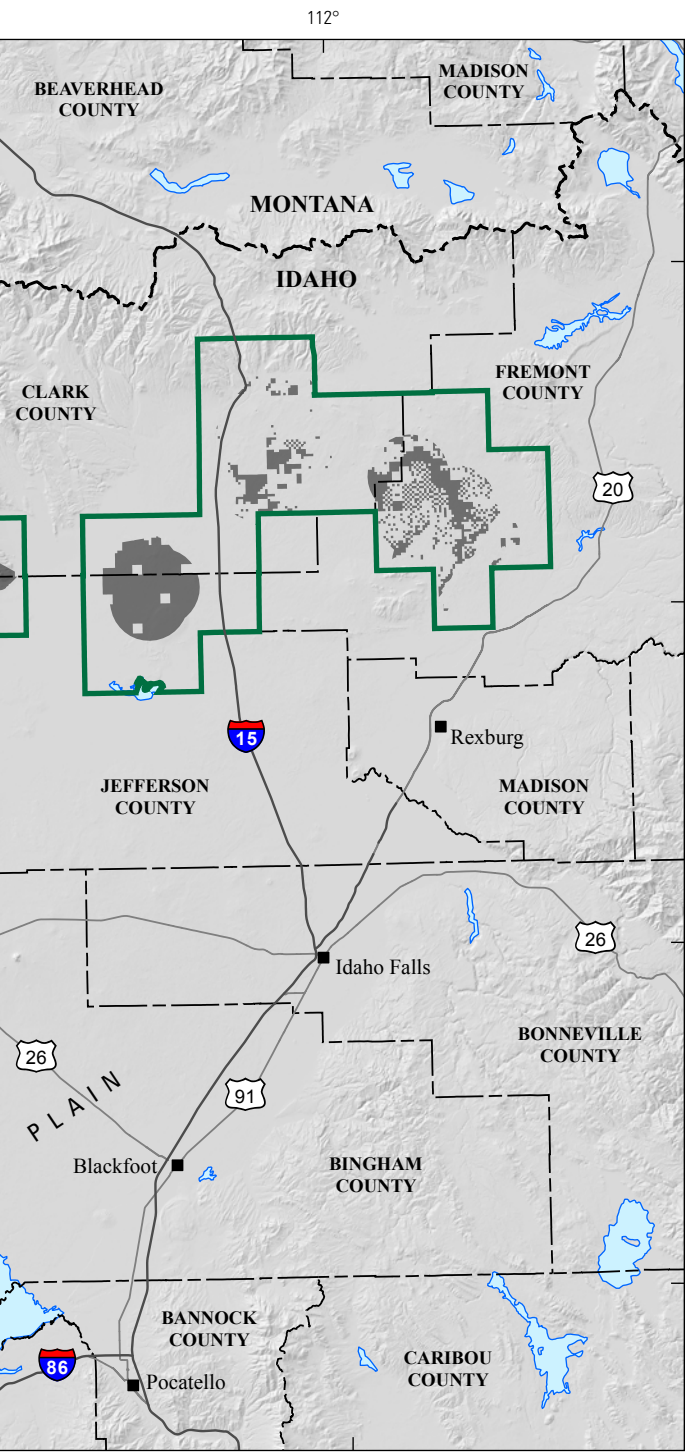 112°
BEAVERHEAD
COUNTY
MADISON
COUNTY
MONTANA
IDAHO
CLARK
COUNTY
FREMONT
COUNTY
20
15
Rexburg
JEFFERSON
COUNTY
MADISON
COUNTY
26
Idaho Falls
BONNEVILLE
COUNTY
26
91
PLAIN
Blackfoot
BINGHAM
COUNTY
BANNOCK
COUNTY
CARIBOU
COUNTY
86
Pocatello